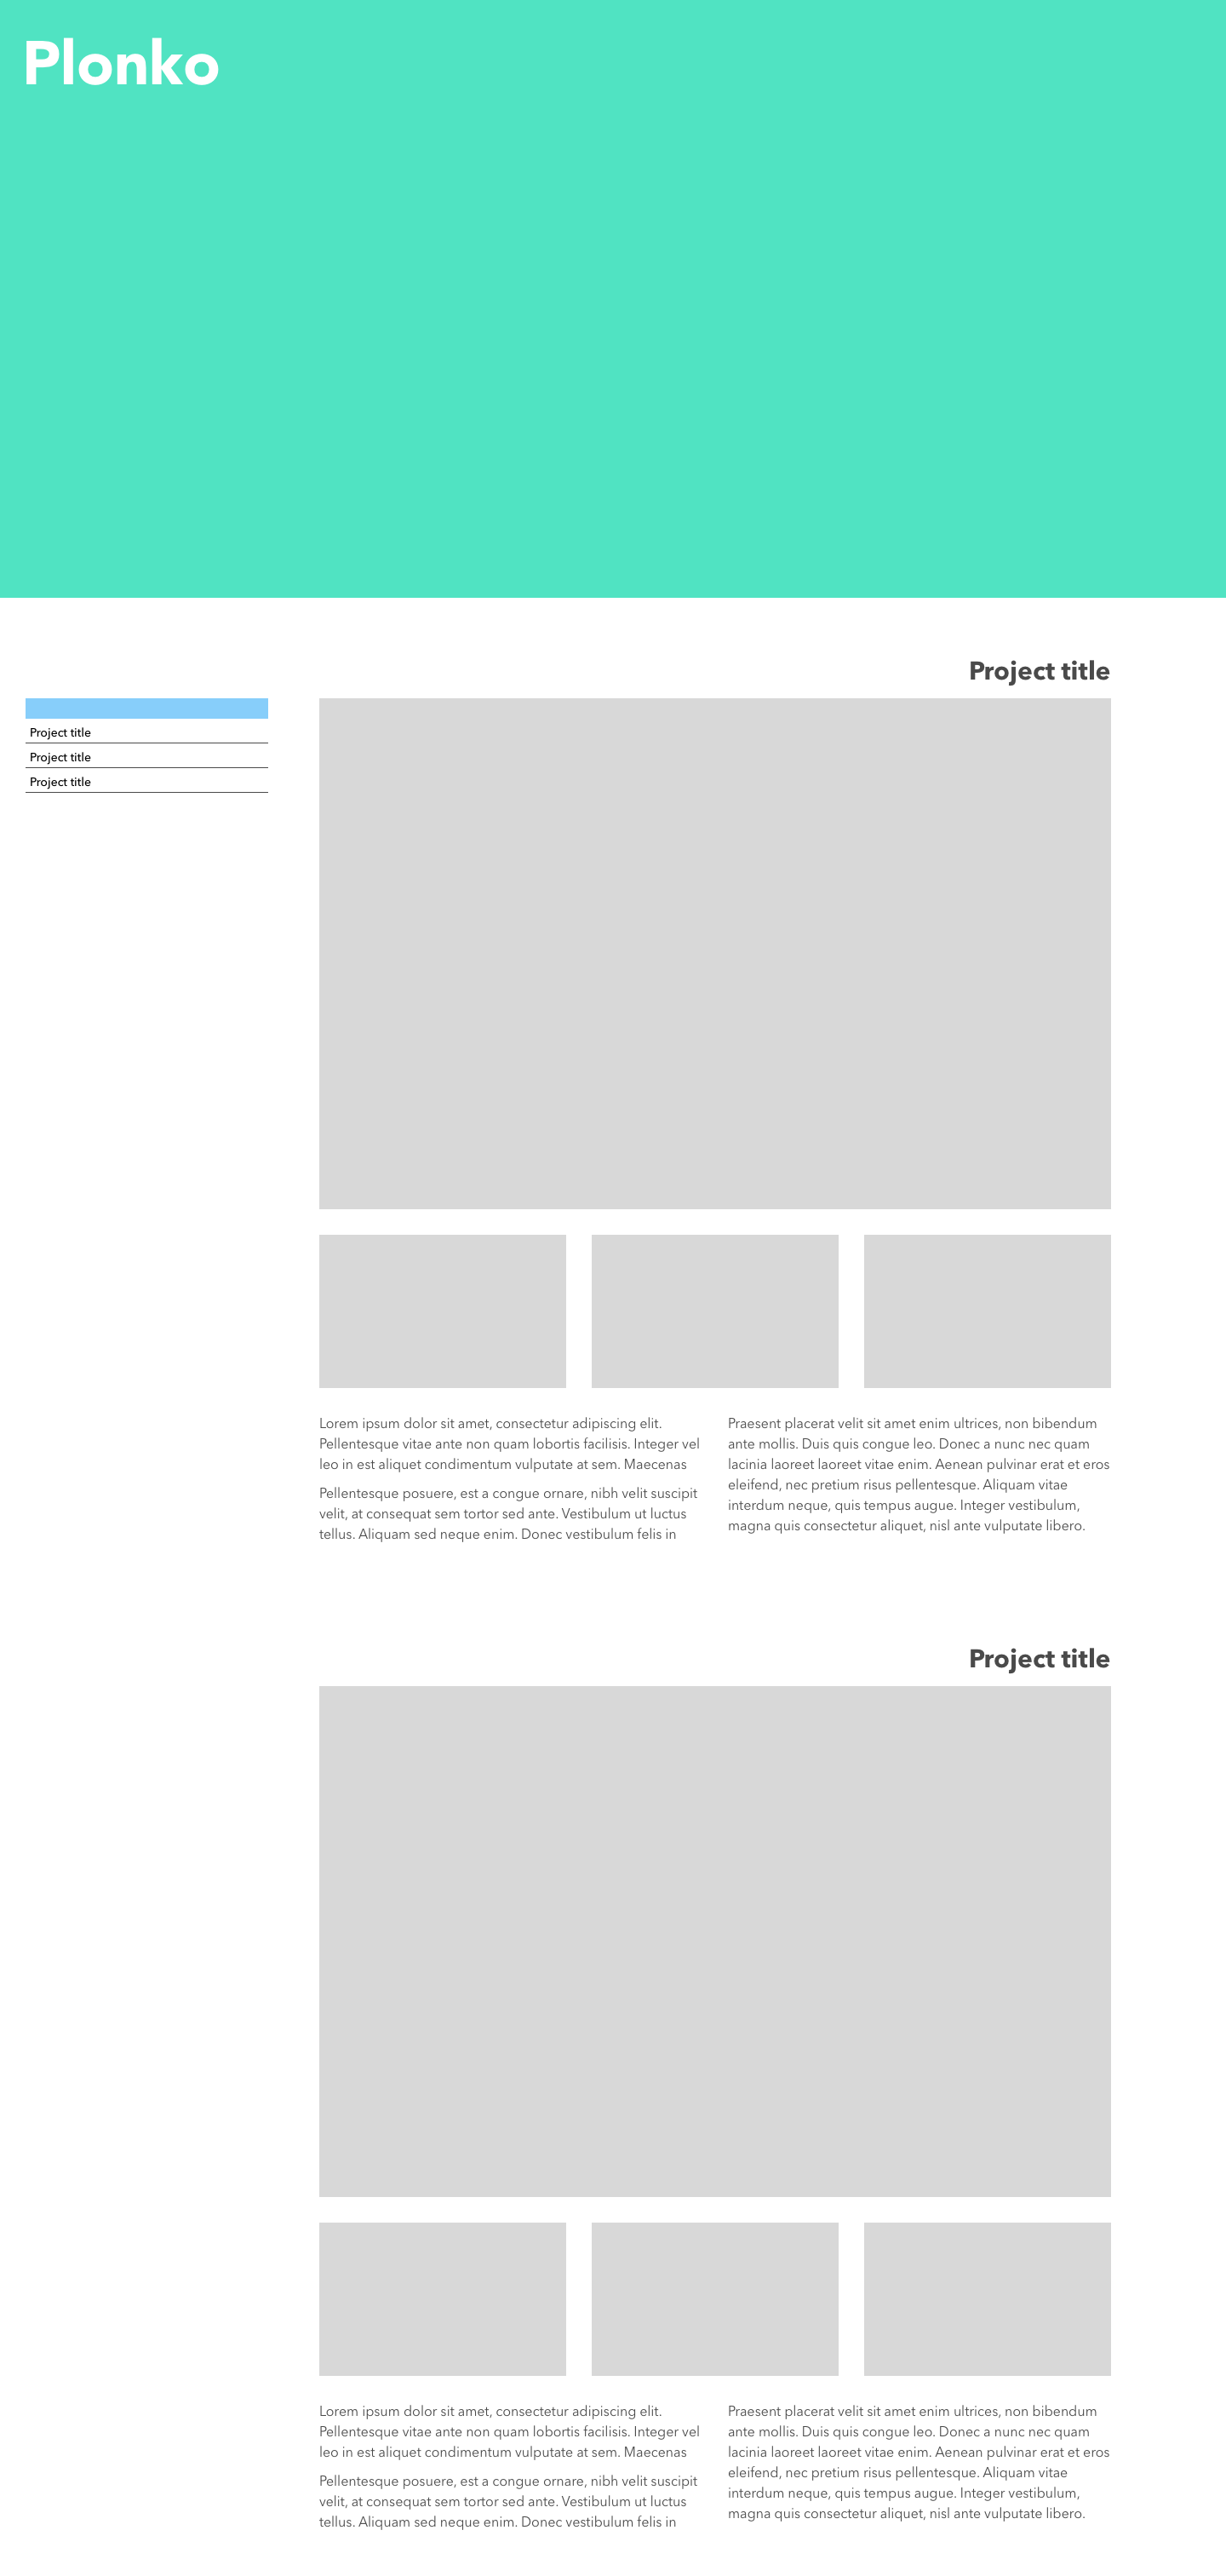 Plonko
Project title
Project title
Project title
Project title
Lorem ipsum dolor sit amet, consectetur adipiscing elit.
Pellentesque vitae ante non quam lobortis facilisis. Integer vel
leo in est aliquet condimentum vulputate at sem. Maecenas
Pellentesque posuere, est a congue ornare, nibh velit suscipit
velit, at consequat sem tortor sed ante. Vestibulum ut luctus
tellus. Aliquam sed neque enim. Donec vestibulum felis in
Praesent placerat velit sit amet enim ultrices, non bibendum
ante mollis. Duis quis congue leo. Donec a nunc nec quam
lacinia laoreet laoreet vitae enim. Aenean pulvinar erat et eros
eleifend, nec pretium risus pellentesque. Aliquam vitae
interdum neque, quis tempus augue. Integer vestibulum,
magna quis consectetur aliquet, nisl ante vulputate libero.
Project title
Lorem ipsum dolor sit amet, consectetur adipiscing elit.
Pellentesque vitae ante non quam lobortis facilisis. Integer vel
leo in est aliquet condimentum vulputate at sem. Maecenas
Pellentesque posuere, est a congue ornare, nibh velit suscipit
velit, at consequat sem tortor sed ante. Vestibulum ut luctus
tellus. Aliquam sed neque enim. Donec vestibulum felis in
Praesent placerat velit sit amet enim ultrices, non bibendum
ante mollis. Duis quis congue leo. Donec a nunc nec quam
lacinia laoreet laoreet vitae enim. Aenean pulvinar erat et eros
eleifend, nec pretium risus pellentesque. Aliquam vitae
interdum neque, quis tempus augue. Integer vestibulum,
magna quis consectetur aliquet, nisl ante vulputate libero.